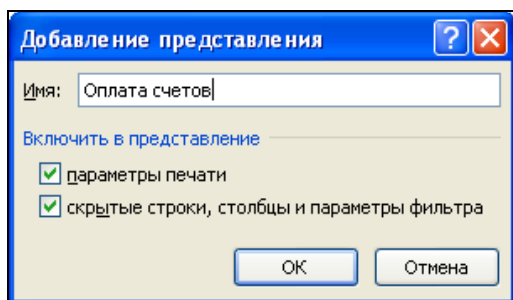 Добавление представления
Имя: Оплата счетов
Включить в представление
параметры печати
скрытые строки, столбцы и параметры фильтра
ОК Отмена